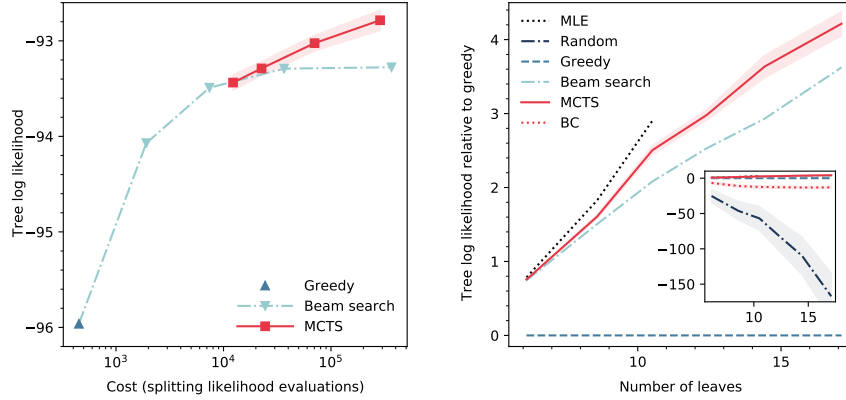 −93
−94
−95
−96
Tree log likelihood
10³
10⁴
10⁵
Cost (splitting likelihood evaluations)
Greedy
Beam search
MCTS
4
3
2
1
0
Tree log likelihood relative to greedy
10
15
Number of leaves
MLE
Random
Greedy
Beam search
MCTS
BC
0
−50
−100
−150
10
15